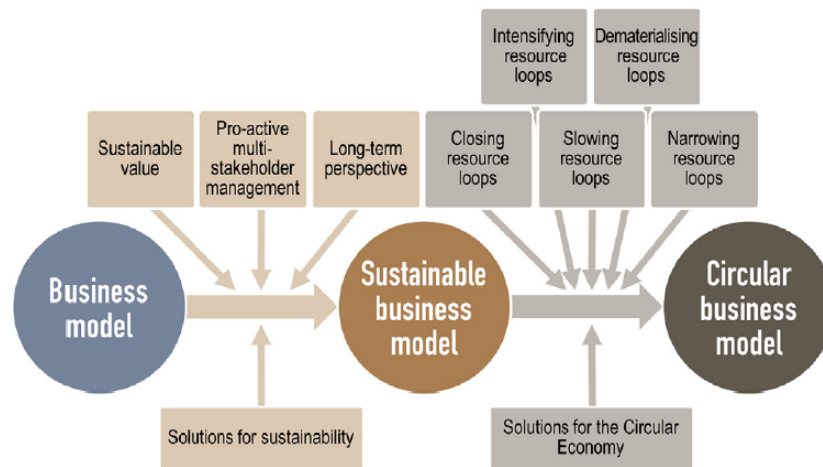 Intensifying
resource
loops
Dematerialising
resource
loops
Sustainable
value
Pro-active
multi-
stakeholder
management
Long-term
perspective
Closing
resource
loops
Slowing
resource
loops
Narrowing
resource
loops
Business
model
Sustainable
business
model
Circular
business
model
Solutions for sustainability
Solutions for the Circular
Economy